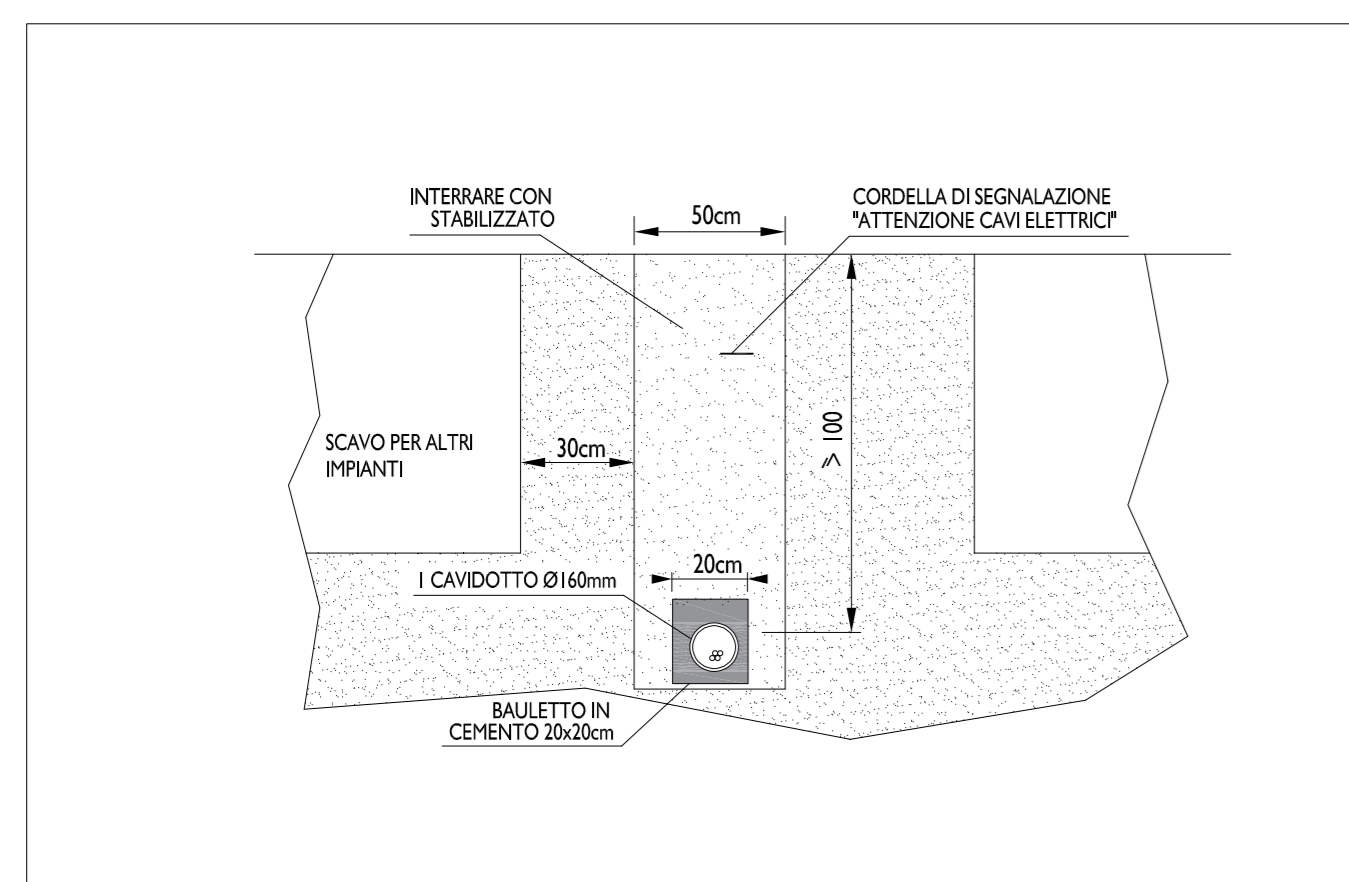 INTERRARE CON
STABILIZZATO
50cm
CORDELLA DI SEGNALAZIONE
"ATTENZIONE CAVI ELETTRICI"
SCAVO PER ALTRI
IMPIANTI
30cm
⩾ 100
20cm
1 CAVIDOTTO Ø160mm
BAULETTO IN
CEMENTO 20x20cm